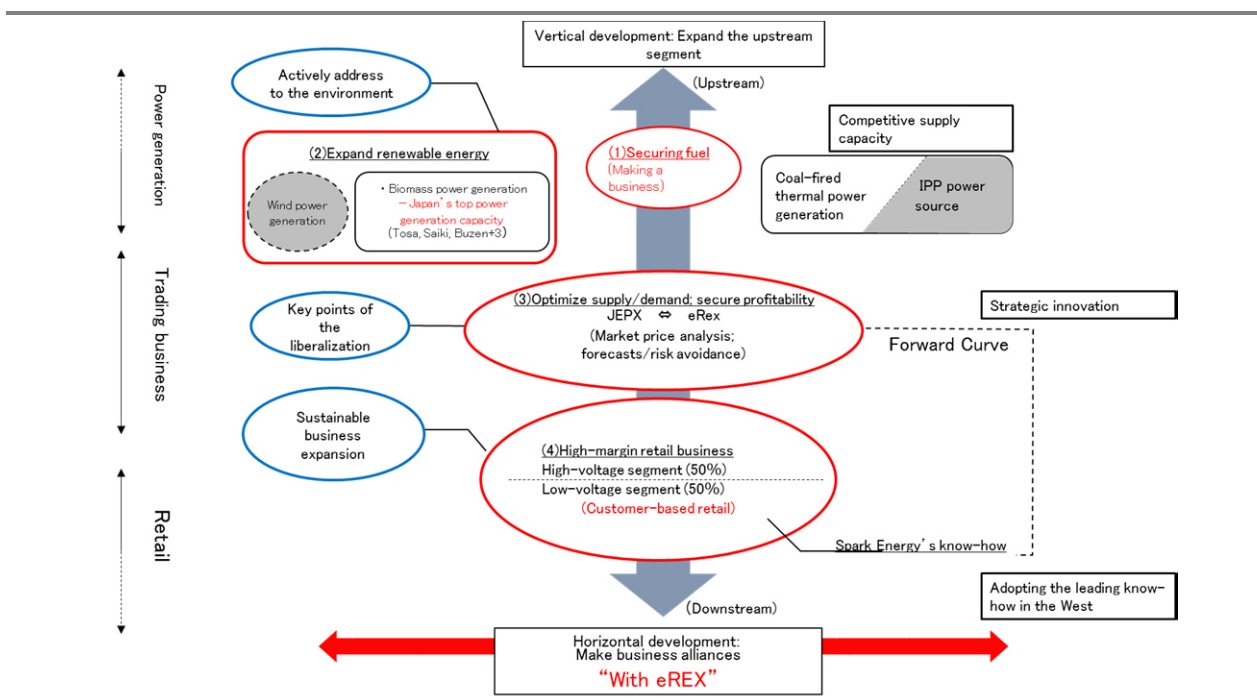 Vertical development: Expand the upstream
segment
(Upstream)
Power generation
Actively address
to the environment
(2)Expand renewable energy
Wind power
generation
・Biomass power generation
－Japan's top power
generation capacity
(Tosa, Saiki, Buzen+3)
(1)Securing fuel
(Making a
business)
Competitive supply
capacity
Coal-fired
thermal power
generation
IPP power
source
Trading business
Key points of
the
liberalization
(3)Optimize supply/demand; secure profitability
JEPX ⇔ eRex
(Market price analysis;
forecasts/risk avoidance)
Strategic innovation
Forward Curve
Sustainable
business
expansion
(4)High-margin retail business
High-voltage segment (50%)
Low-voltage segment (50%)
(Customer-based retail)
Retail
Spark Energy's know-how
Adopting the leading know-
how in the West
(Downstream)
Horizontal development:
Make business alliances
"With eREX"